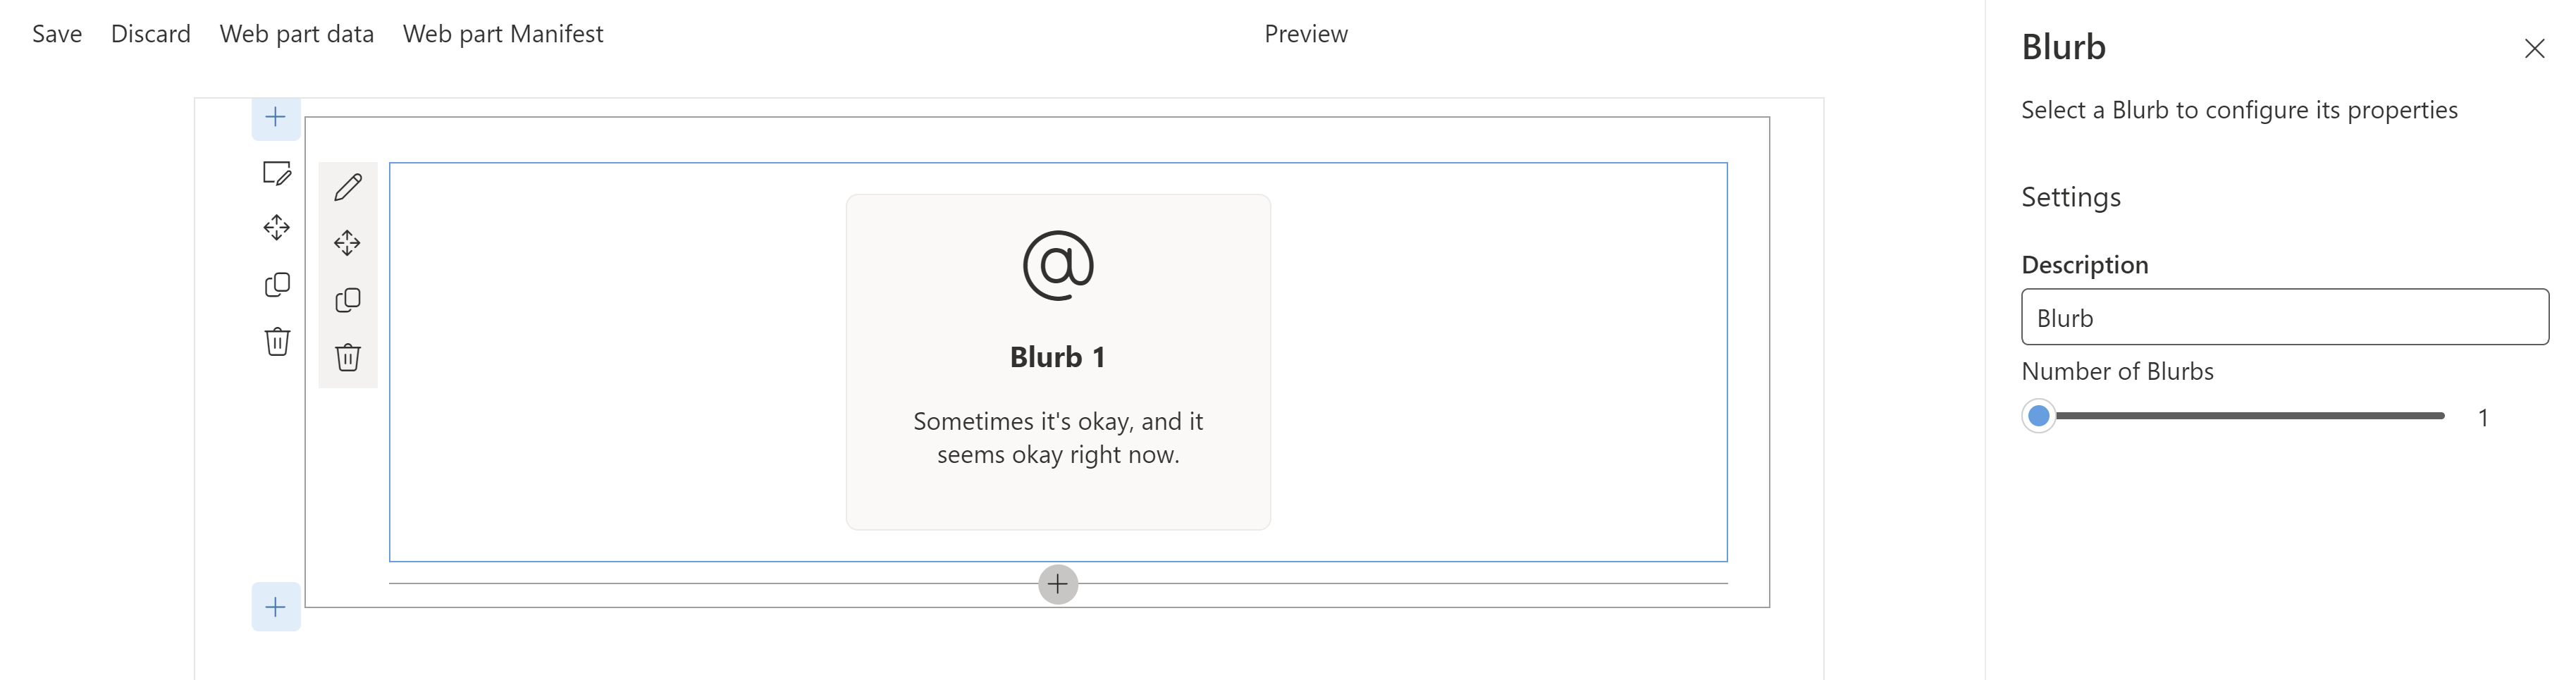 Save Discard Web part data Web part Manifest Preview
@
Blurb 1
Sometimes it's okay, and it
seems okay right now.
Blurb
Select a Blurb to configure its properties
Settings
Description
Blurb
Number of Blurbs
1